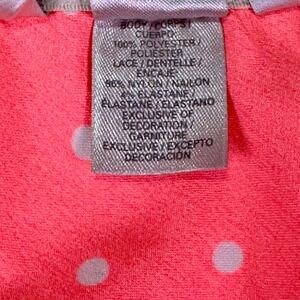 BODY / CORPS /
CUERPO:
100% POLYESTER /
POLIESTER
LACE / DENTELLE /
ENCAJE:
96% NYLON / NAILON
4% ELASTANE /
ÉLASTANE / ELASTANO
EXCLUSIVE OF
DECORATION /
GARNITURE
EXCLUSIVE / EXCEPTO
DECORACIÓN